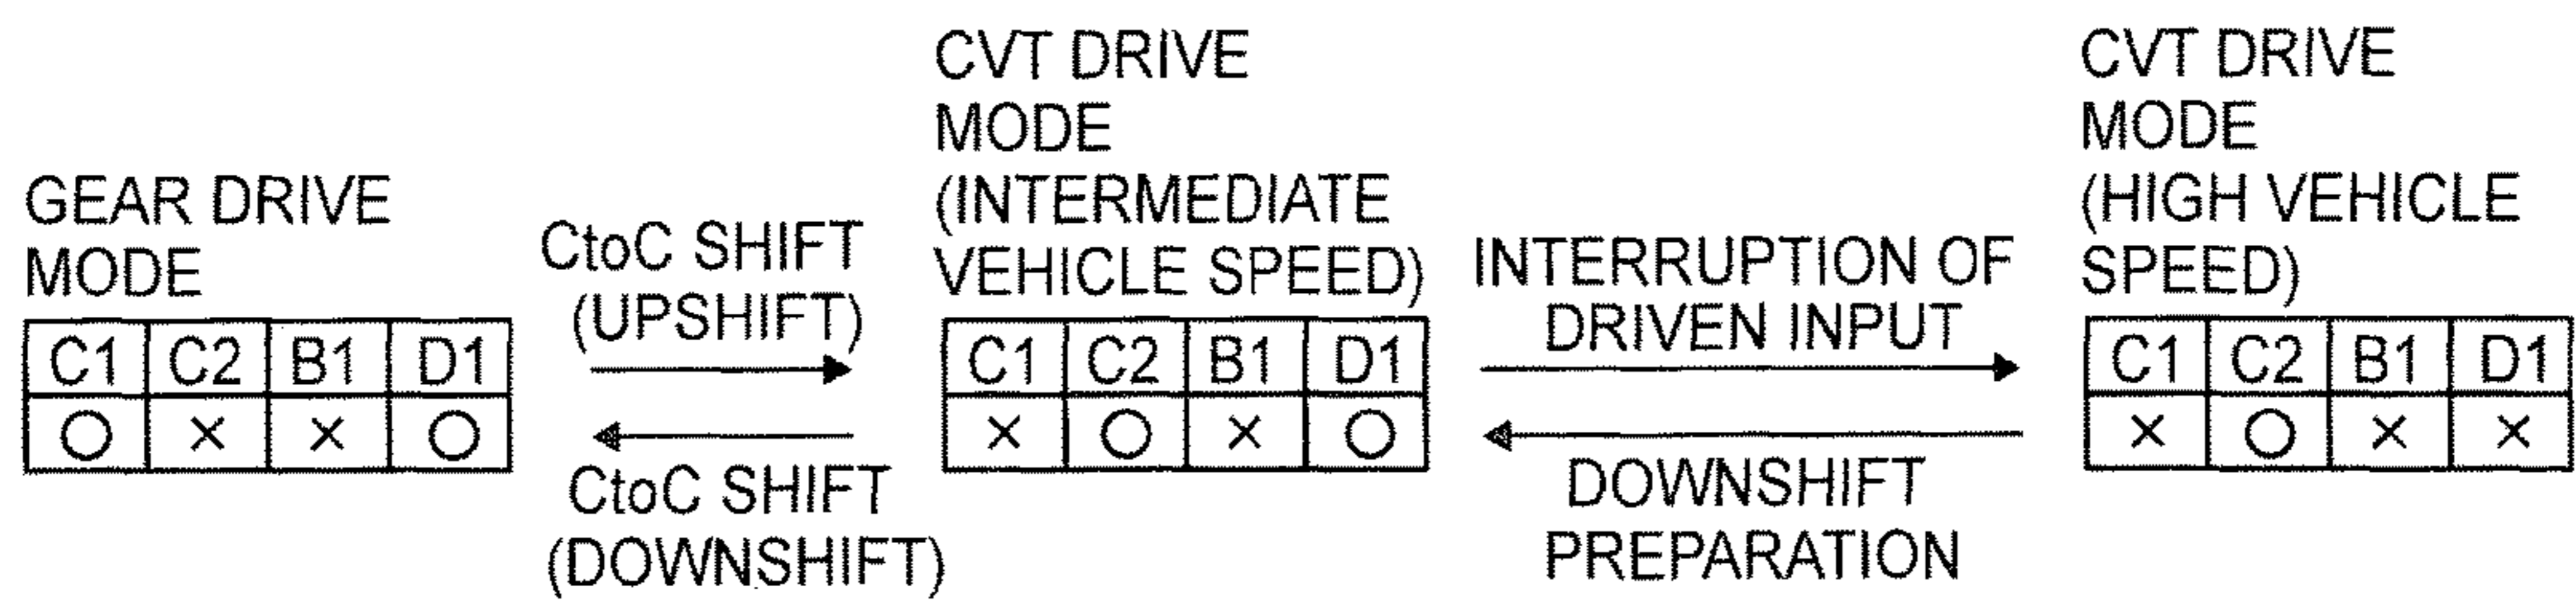 GEAR DRIVE
MODE
C1 C2 B1 D1
○ × × ○
CtoC SHIFT
(UPSHIFT)
CtoC SHIFT
(DOWNSHIFT)
CVT DRIVE
MODE
(INTERMEDIATE
VEHICLE SPEED)
C1 C2 B1 D1
× ○ × ○
INTERRUPTION OF
DRIVEN INPUT
DOWNSHIFT
PREPARATION
CVT DRIVE
MODE
(HIGH VEHICLE
SPEED)
C1 C2 B1 D1
× ○ × ×